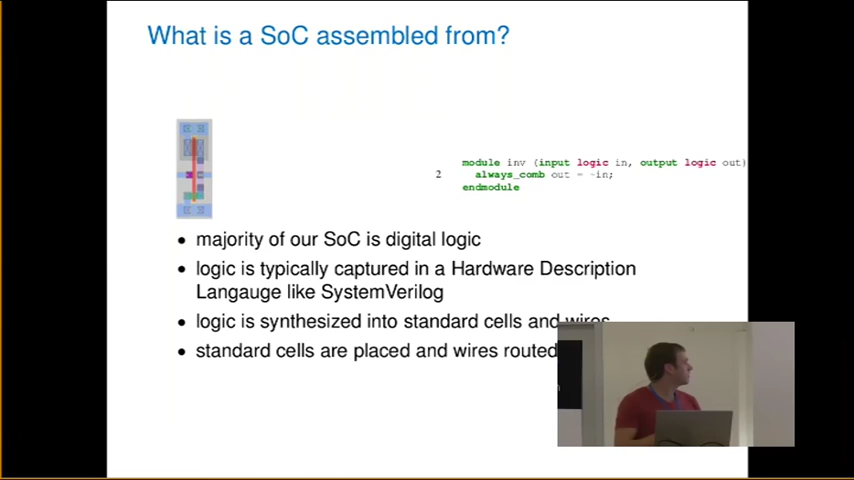 What is a SoC assembled from?
module inv (input logic in, output logic out)
2 always_comb out = ~in;
endmodule
• majority of our SoC is digital logic
• logic is typically captured in a Hardware Description
Langauge like SystemVerilog
• logic is synthesized into standard cells and wires
• standard cells are placed and wires routed